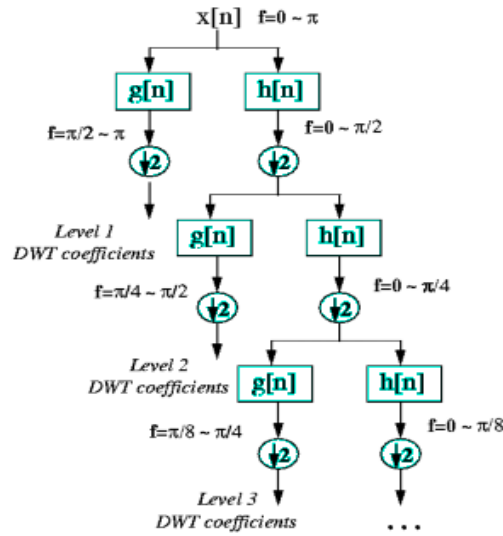 x[n] f=0 ~ π
g[n] h[n]
f=π/2 ~ π f=0 ~ π/2
↓2 ↓2
Level 1
DWT coefficients
g[n] h[n]
f=π/4 ~ π/2 f=0 ~ π/4
↓2 ↓2
Level 2
DWT coefficients
g[n] h[n]
f=π/8 ~ π/4 f=0 ~ π/8
↓2 ↓2
Level 3
DWT coefficients
...